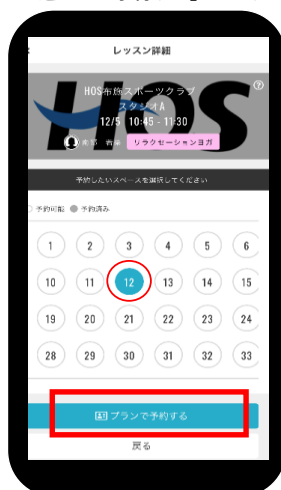 レッスン詳細
HOS布施スポーツクラブ
スタジオA
12/5 10:45 - 11:30
リラクセーションヨガ
予約したいスペースを選択してください
予約可能 予約済み
1 2 3 4 5 6
10 11 12 13 14 15
19 20 21 22 23 24
28 29 30 31 32 33
プランで予約する
戻る
HOS